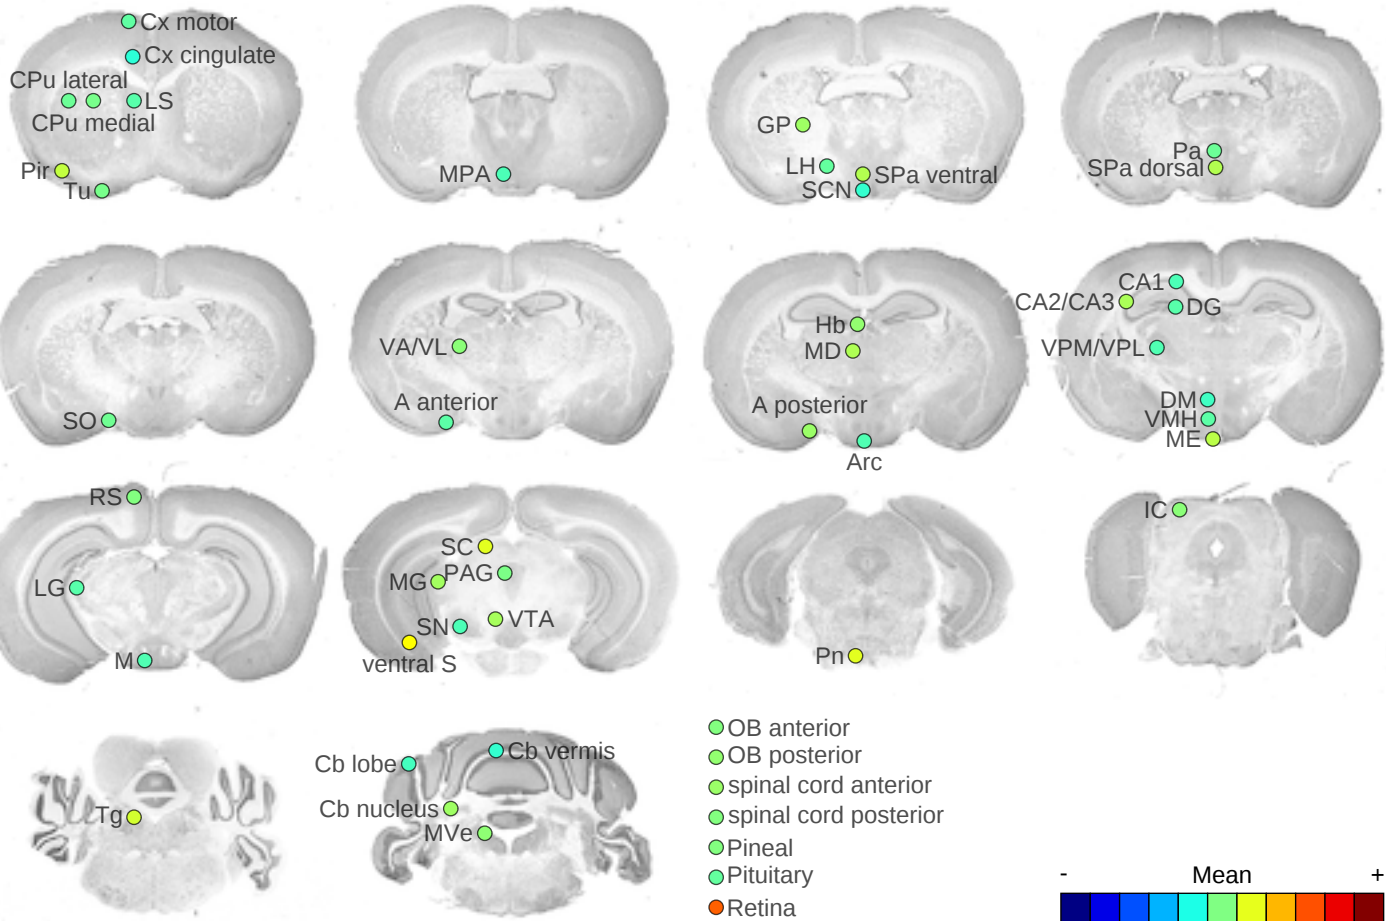 Cx motor
Cx cingulate
CPu lateral
LS
CPu medial
Pir
Tu
MPA
GP
LH
SPa ventral
SCN
Pa
SPa dorsal
SO
VA/VL
A anterior
Hb
MD
A posterior
Arc
CA1
CA2/CA3
DG
VPM/VPL
DM
VMH
ME
RS
LG
M
SC
MG
PAG
SN
VTA
ventral S
Pn
IC
Tg
Cb lobe
Cb vermis
Cb nucleus
MVe
OB anterior
OB posterior
spinal cord anterior
spinal cord posterior
Pineal
Pituitary
Retina
- Mean +